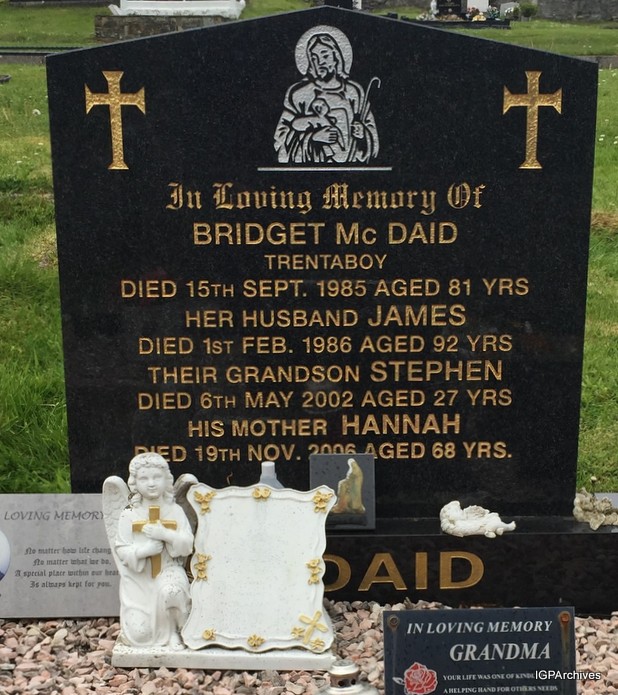 In Loving Memory Of
BRIDGET Mc DAID
TRENTABOY
DIED 15TH SEPT. 1985 AGED 81 YRS
HER HUSBAND JAMES
DIED 1ST FEB. 1986 AGED 92 YRS
THEIR GRANDSON STEPHEN
DIED 6TH MAY 2002 AGED 27 YRS
HIS MOTHER HANNAH
DIED 19TH NOV. 2006 AGED 68 YRS.
DAID
LOVING MEMORY
No matter how life
No matter what we do.
A special place within our
Is always kept for you.
IN LOVING MEMORY
GRANDMA
YOUR LIFE WAS ONE OF
A HELPING HAND FOR OTHERS NEEDS
IGPArchives